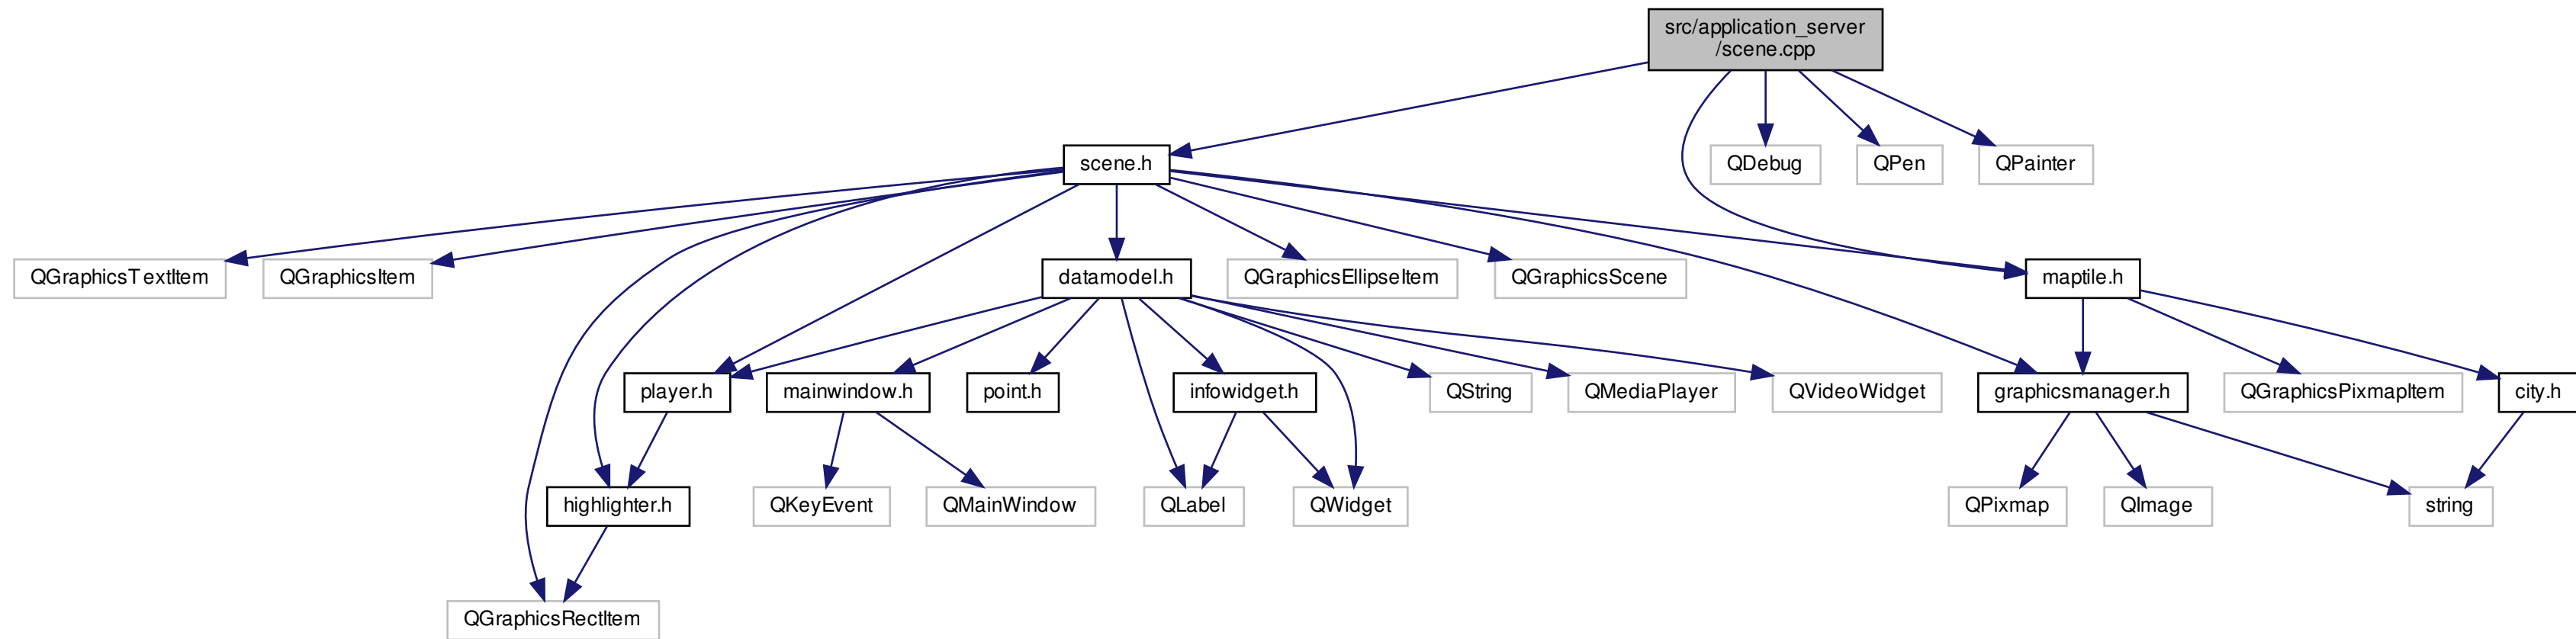 src/application_server
/scene.cpp
scene.h
QDebug
QPen
QPainter
QGraphicsTextItem
QGraphicsItem
datamodel.h
QGraphicsEllipseItem
QGraphicsScene
maptile.h
player.h
mainwindow.h
point.h
infowidget.h
QString
QMediaPlayer
QVideoWidget
graphicsmanager.h
QGraphicsPixmapItem
city.h
highlighter.h
QKeyEvent
QMainWindow
QLabel
QWidget
QPixmap
QImage
string
QGraphicsRectItem